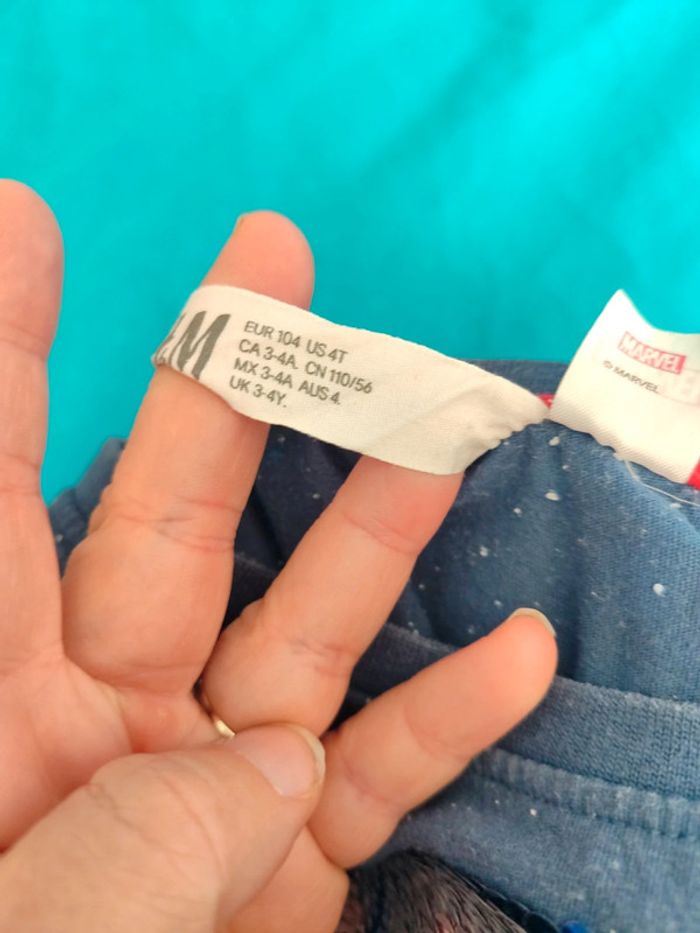 &M
EUR 104 US 4T
CA 3-4A CN 110/56
MX 3-4A AUS 4.
UK 3-4Y.
MARVEL
© MARVEL